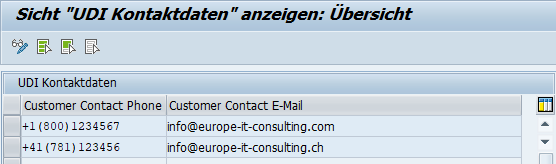 Sicht "UDI Kontaktdaten" anzeigen: Übersicht
UDI Kontaktdaten
Customer Contact Phone Customer Contact E-Mail
+1(800)1234567 info@europe-it-consulting.com
+41(781)123456 info@europe-it-consulting.ch